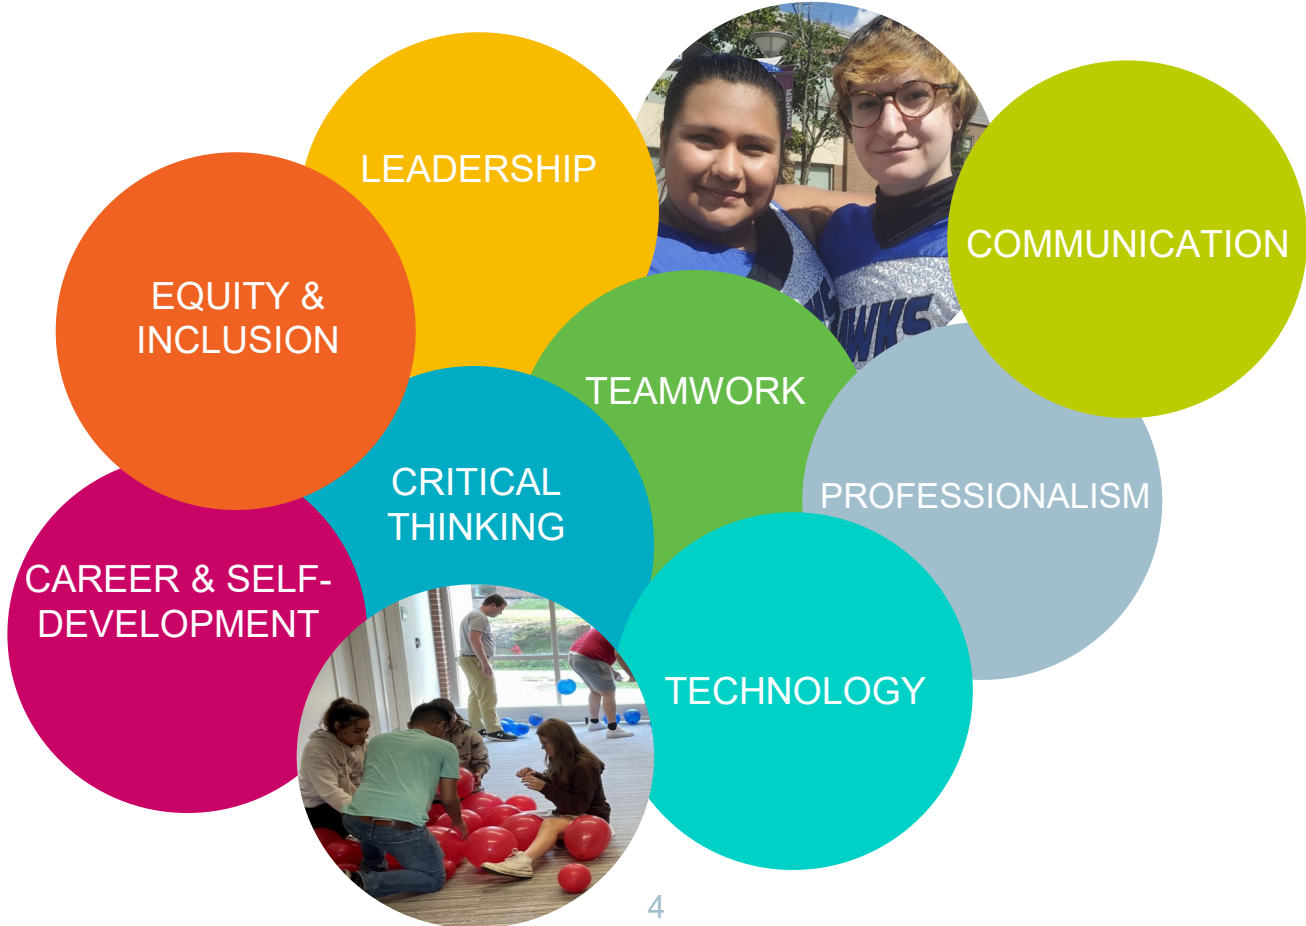 LEADERSHIP
COMMUNICATION
EQUITY &
INCLUSION
TEAMWORK
CRITICAL
THINKING
PROFESSIONALISM
CAREER & SELF-
DEVELOPMENT
TECHNOLOGY
4